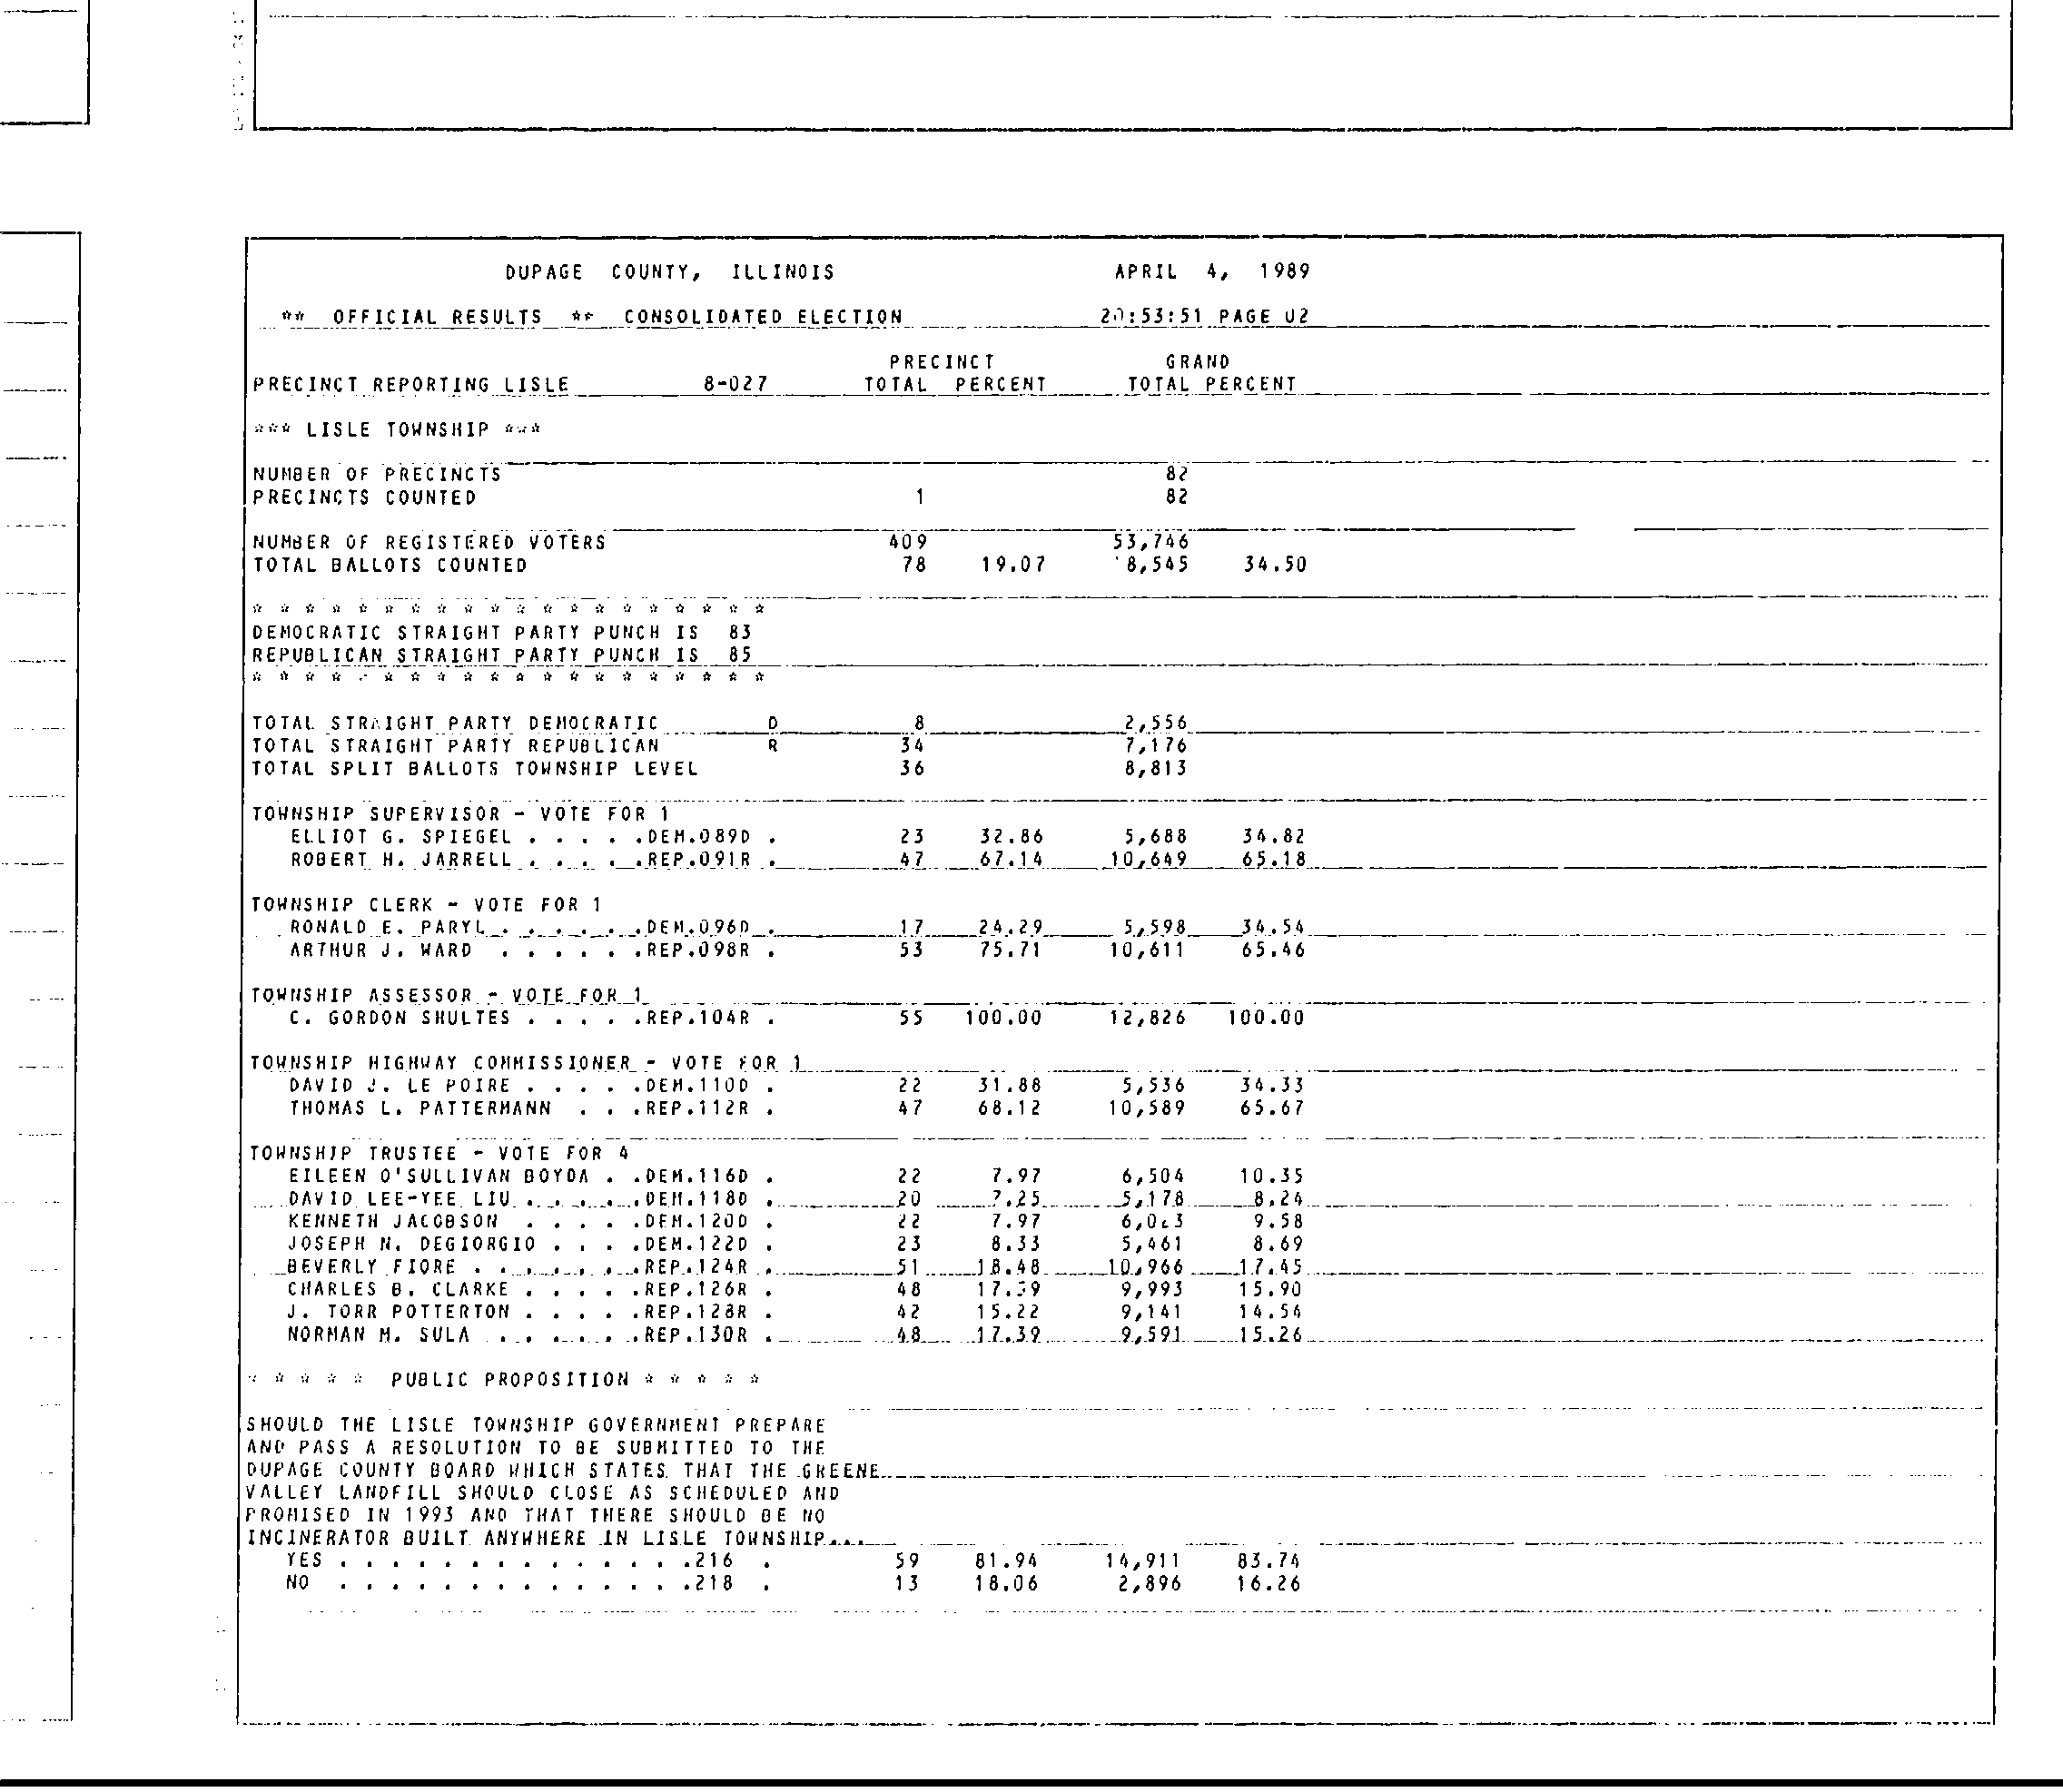 DUPAGE COUNTY, ILLINOIS APRIL 4, 1989
** OFFICIAL RESULTS ** CONSOLIDATED ELECTION 20:53:51 PAGE 02
PRECINCT GRAND
PRECINCT REPORTING LISLE 8-027 TOTAL PERCENT TOTAL PERCENT
*** LISLE TOWNSHIP ***
NUMBER OF PRECINCTS 82
PRECINCTS COUNTED 1 82
NUMBER OF REGISTERED VOTERS 409 53,746
TOTAL BALLOTS COUNTED 78 19.07 8,545 34.50
* * * * * * * * * * * * * * * * * * * *
DEMOCRATIC STRAIGHT PARTY PUNCH IS 83
REPUBLICAN STRAIGHT PARTY PUNCH IS 85
* * * * * * * * * * * * * * * * * * * *
TOTAL STRAIGHT PARTY DEMOCRATIC D 8 2,556
TOTAL STRAIGHT PARTY REPUBLICAN R 34 7,176
TOTAL SPLIT BALLOTS TOWNSHIP LEVEL 36 8,813
TOWNSHIP SUPERVISOR - VOTE FOR 1
ELLIOT G. SPIEGEL . . . . .DEM.089D . 23 32.86 5,688 34.82
ROBERT H. JARRELL . . . . .REP.091R . 47 67.14 10,649 65.18
TOWNSHIP CLERK - VOTE FOR 1
RONALD E. PARYL . . . . . .DEM.096D . 17 24.29 5,598 34.54
ARTHUR J. WARD . . . . . .REP.098R . 53 75.71 10,611 65.46
TOWNSHIP ASSESSOR - VOTE FOR 1
C. GORDON SHULTES . . . . .REP.104R . 55 100.00 12,826 100.00
TOWNSHIP HIGHWAY COMMISSIONER - VOTE FOR 1
DAVID J. LE POIRE . . . . .DEM.110D . 22 31.88 5,536 34.33
THOMAS L. PATTERMANN . . .REP.112R . 47 68.12 10,589 65.67
TOWNSHIP TRUSTEE - VOTE FOR 4
EILEEN O'SULLIVAN BOYDA . .DEM.116D . 22 7.97 6,504 10.35
DAVID LEE-YEE LIU . . . . .DEM.118D . 20 7.25 5,178 8.24
KENNETH JACOBSON . . . . .DEM.120D . 22 7.97 9.58
JOSEPH N. DEGIORGIO . . . .DEM.122D . 23 8.33 5,461 8.69
BEVERLY FIORE . . . . . . .REP.124R . 51 18.48 10,966 17.45
CHARLES B. CLARKE . . . . .REP.126R . 48 17.39 9,993 15.90
J. TORR POTTERTON . . . . .REP.128R . 42 15.22 9,141 14.54
NORMAN M. SULA . . . . . .REP.130R . 48 17.39 9,591 15.26
* * * * * PUBLIC PROPOSITION * * * * *
SHOULD THE LISLE TOWNSHIP GOVERNMENT PREPARE
AND PASS A RESOLUTION TO BE SUBMITTED TO THE
DUPAGE COUNTY BOARD WHICH STATES THAT THE GREENE
VALLEY LANDFILL SHOULD CLOSE AS SCHEDULED AND
PROMISED IN 1993 AND THAT THERE SHOULD BE NO
INCINERATOR BUILT ANYWHERE IN LISLE TOWNSHIP...
YES . . . . . . . . . . . . . .216 . 59 81.94 14,911 83.74
NO . . . . . . . . . . . . . .218 . 13 18.06 2,896 16.26